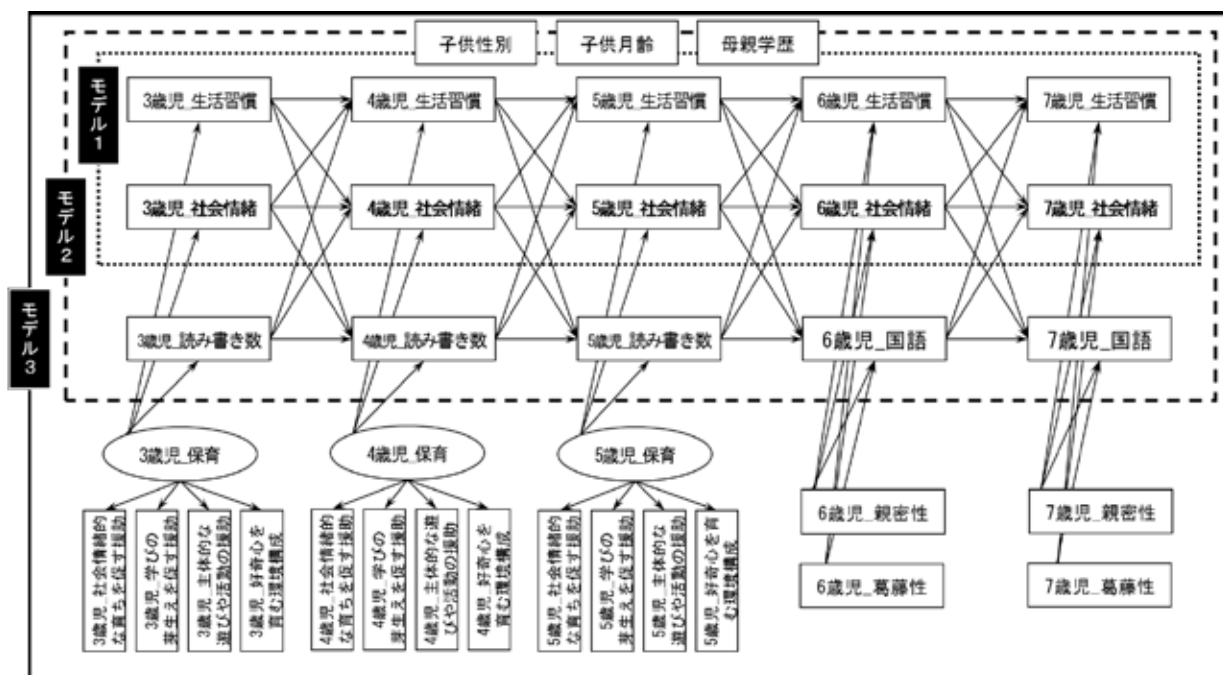 子供性別
子供月齢
母親学歴
モデル1
3歳児_生活習慣
4歳児_生活習慣
5歳児_生活習慣
6歳児_生活習慣
7歳児_生活習慣
モデル2
3歳児_社会情緒
4歳児_社会情緒
5歳児_社会情緒
6歳児_社会情緒
7歳児_社会情緒
モデル3
3歳児_読み書き数
4歳児_読み書き数
5歳児_読み書き数
6歳児_国語
7歳児_国語
3歳児_保育
4歳児_保育
5歳児_保育
3歳児_社会情緒的
な育ちを促す援助
3歳児_学びの
芽生えを促す援助
3歳児_主体的な
遊びや活動の援助
3歳児_好奇心を
育む環境構成
4歳児_社会情緒的
な育ちを促す援助
4歳児_学びの
芽生えを促す援助
4歳児_主体的な遊
びや活動の援助
4歳児_好奇心を
育む環境構成
5歳児_社会情緒的
な育ちを促す援助
5歳児_学びの
芽生えを促す援助
5歳児_主体的な
遊びや活動の援助
5歳児_好奇心を育
む環境構成
6歳児_親密性
7歳児_親密性
6歳児_葛藤性
7歳児_葛藤性